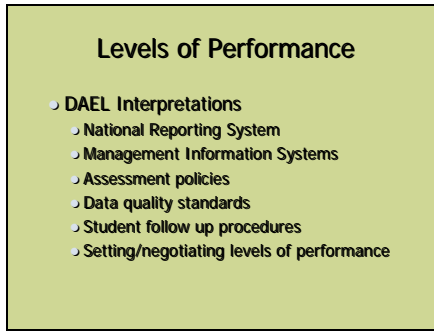 Levels of Performance
DAEL Interpretations
National Reporting System
Management Information Systems
Assessment policies
Data quality standards
Student follow up procedures
Setting/negotiating levels of performance